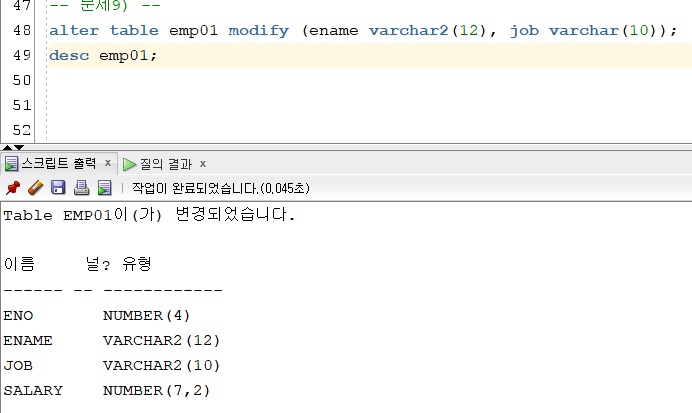 47 -- 문제9) --
48 alter table emp01 modify (ename varchar2(12), job varchar(10));
49 desc emp01;
50
51
52
스크립트 출력 x 질의 결과 x
작업이 완료되었습니다.(0,045초)
Table EMP01이(가) 변경되었습니다.
이름 널? 유형
------ -- ------------
ENO NUMBER(4)
ENAME VARCHAR2(12)
JOB VARCHAR2(10)
SALARY NUMBER(7,2)